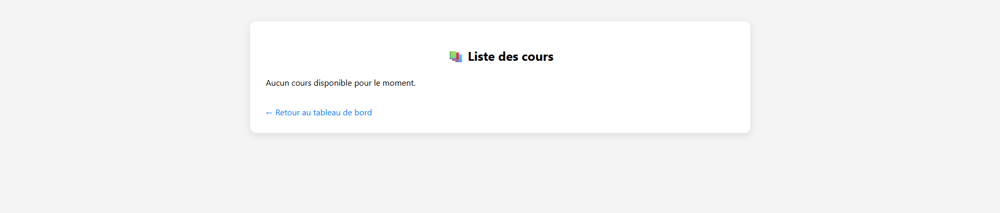 Liste des cours
Aucun cours disponible pour le moment.
← Retour au tableau de bord